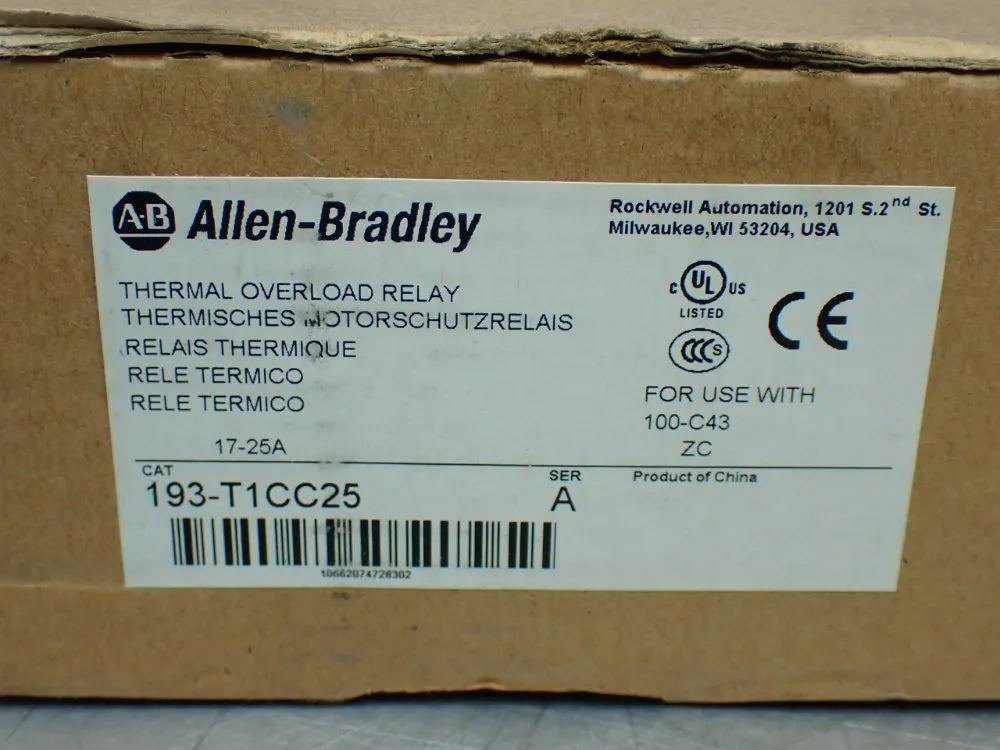 A-B Allen-Bradley
Rockwell Automation, 1201 S.2nd St.
Milwaukee,WI 53204, USA
THERMAL OVERLOAD RELAY
THERMISCHES MOTORSCHUTZRELAIS
RELAIS THERMIQUE
RELE TERMICO
RELE TERMICO
17-25A
C UL US
LISTED
CE
CCC S
FOR USE WITH
100-C43
ZC
CAT
193-T1CC25
SER
A
Product of China
10662074728302